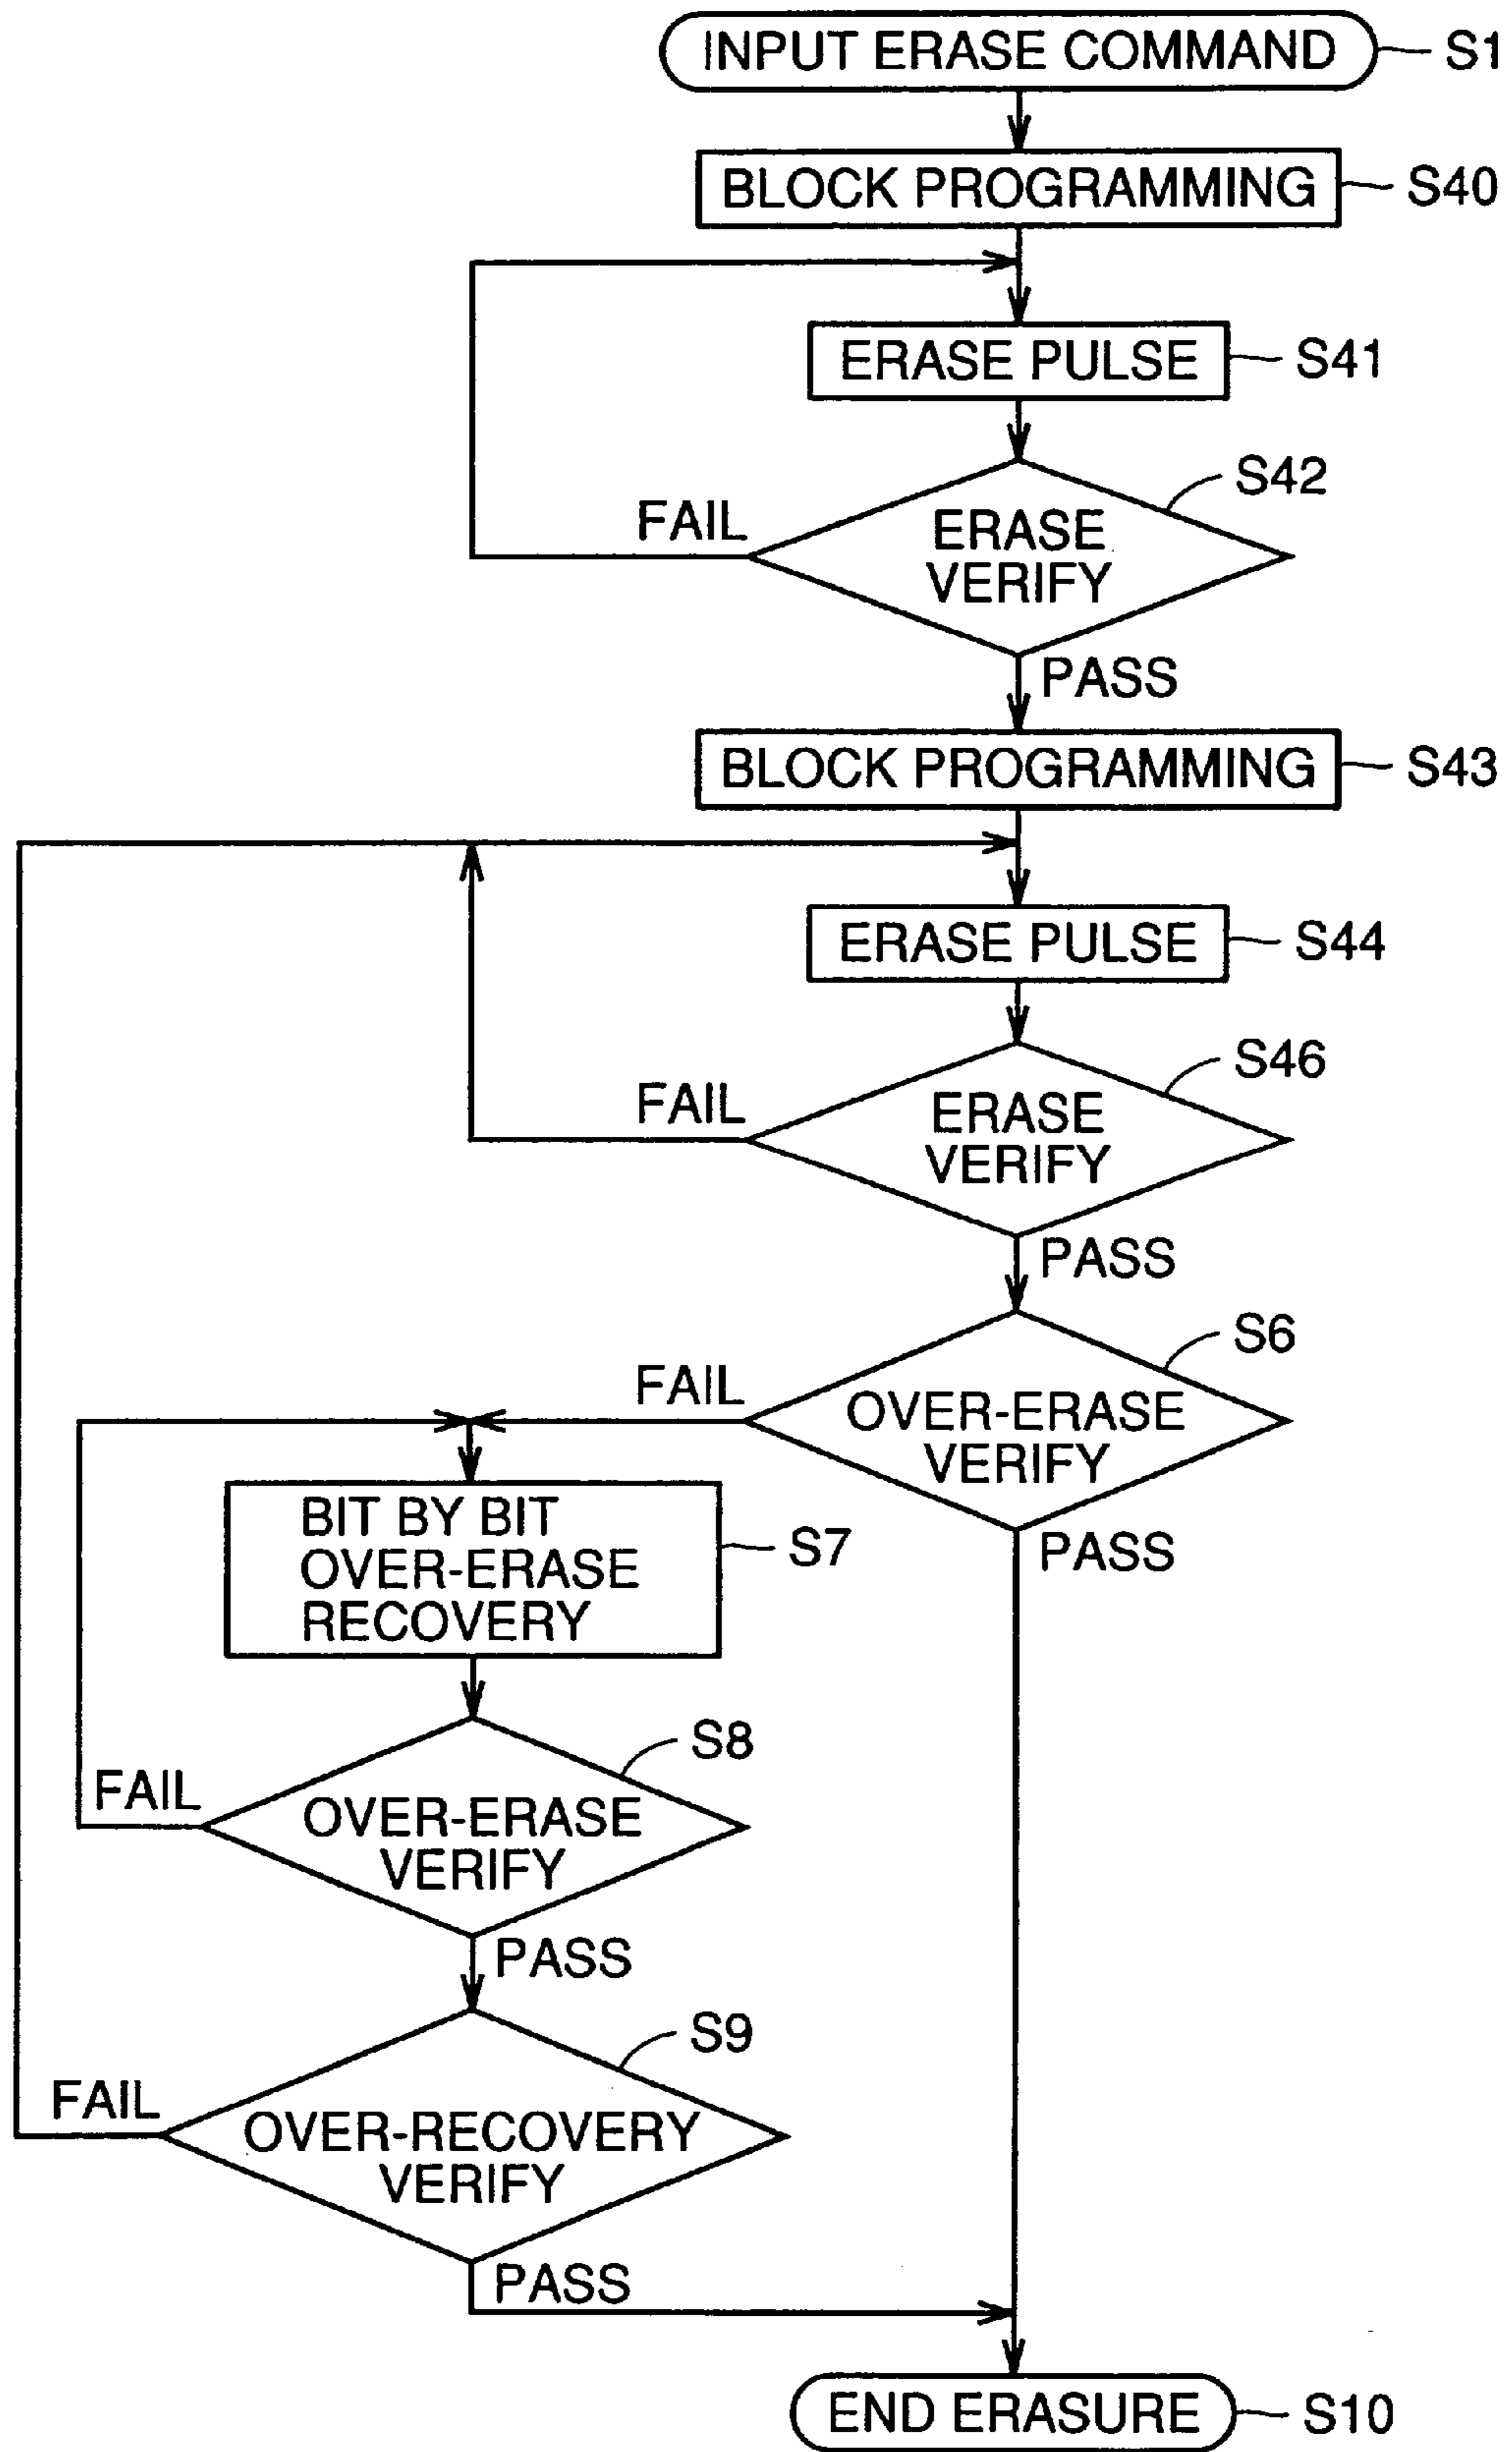 INPUT ERASE COMMAND
S1
BLOCK PROGRAMMING
S40
ERASE PULSE
S41
S42
FAIL
ERASE
VERIFY
PASS
BLOCK PROGRAMMING
S43
ERASE PULSE
S44
S46
FAIL
ERASE
VERIFY
PASS
S6
FAIL
OVER-ERASE
VERIFY
PASS
BIT BY BIT
OVER-ERASE
RECOVERY
S7
S8
FAIL
OVER-ERASE
VERIFY
PASS
S9
FAIL
OVER-RECOVERY
VERIFY
PASS
END ERASURE
S10